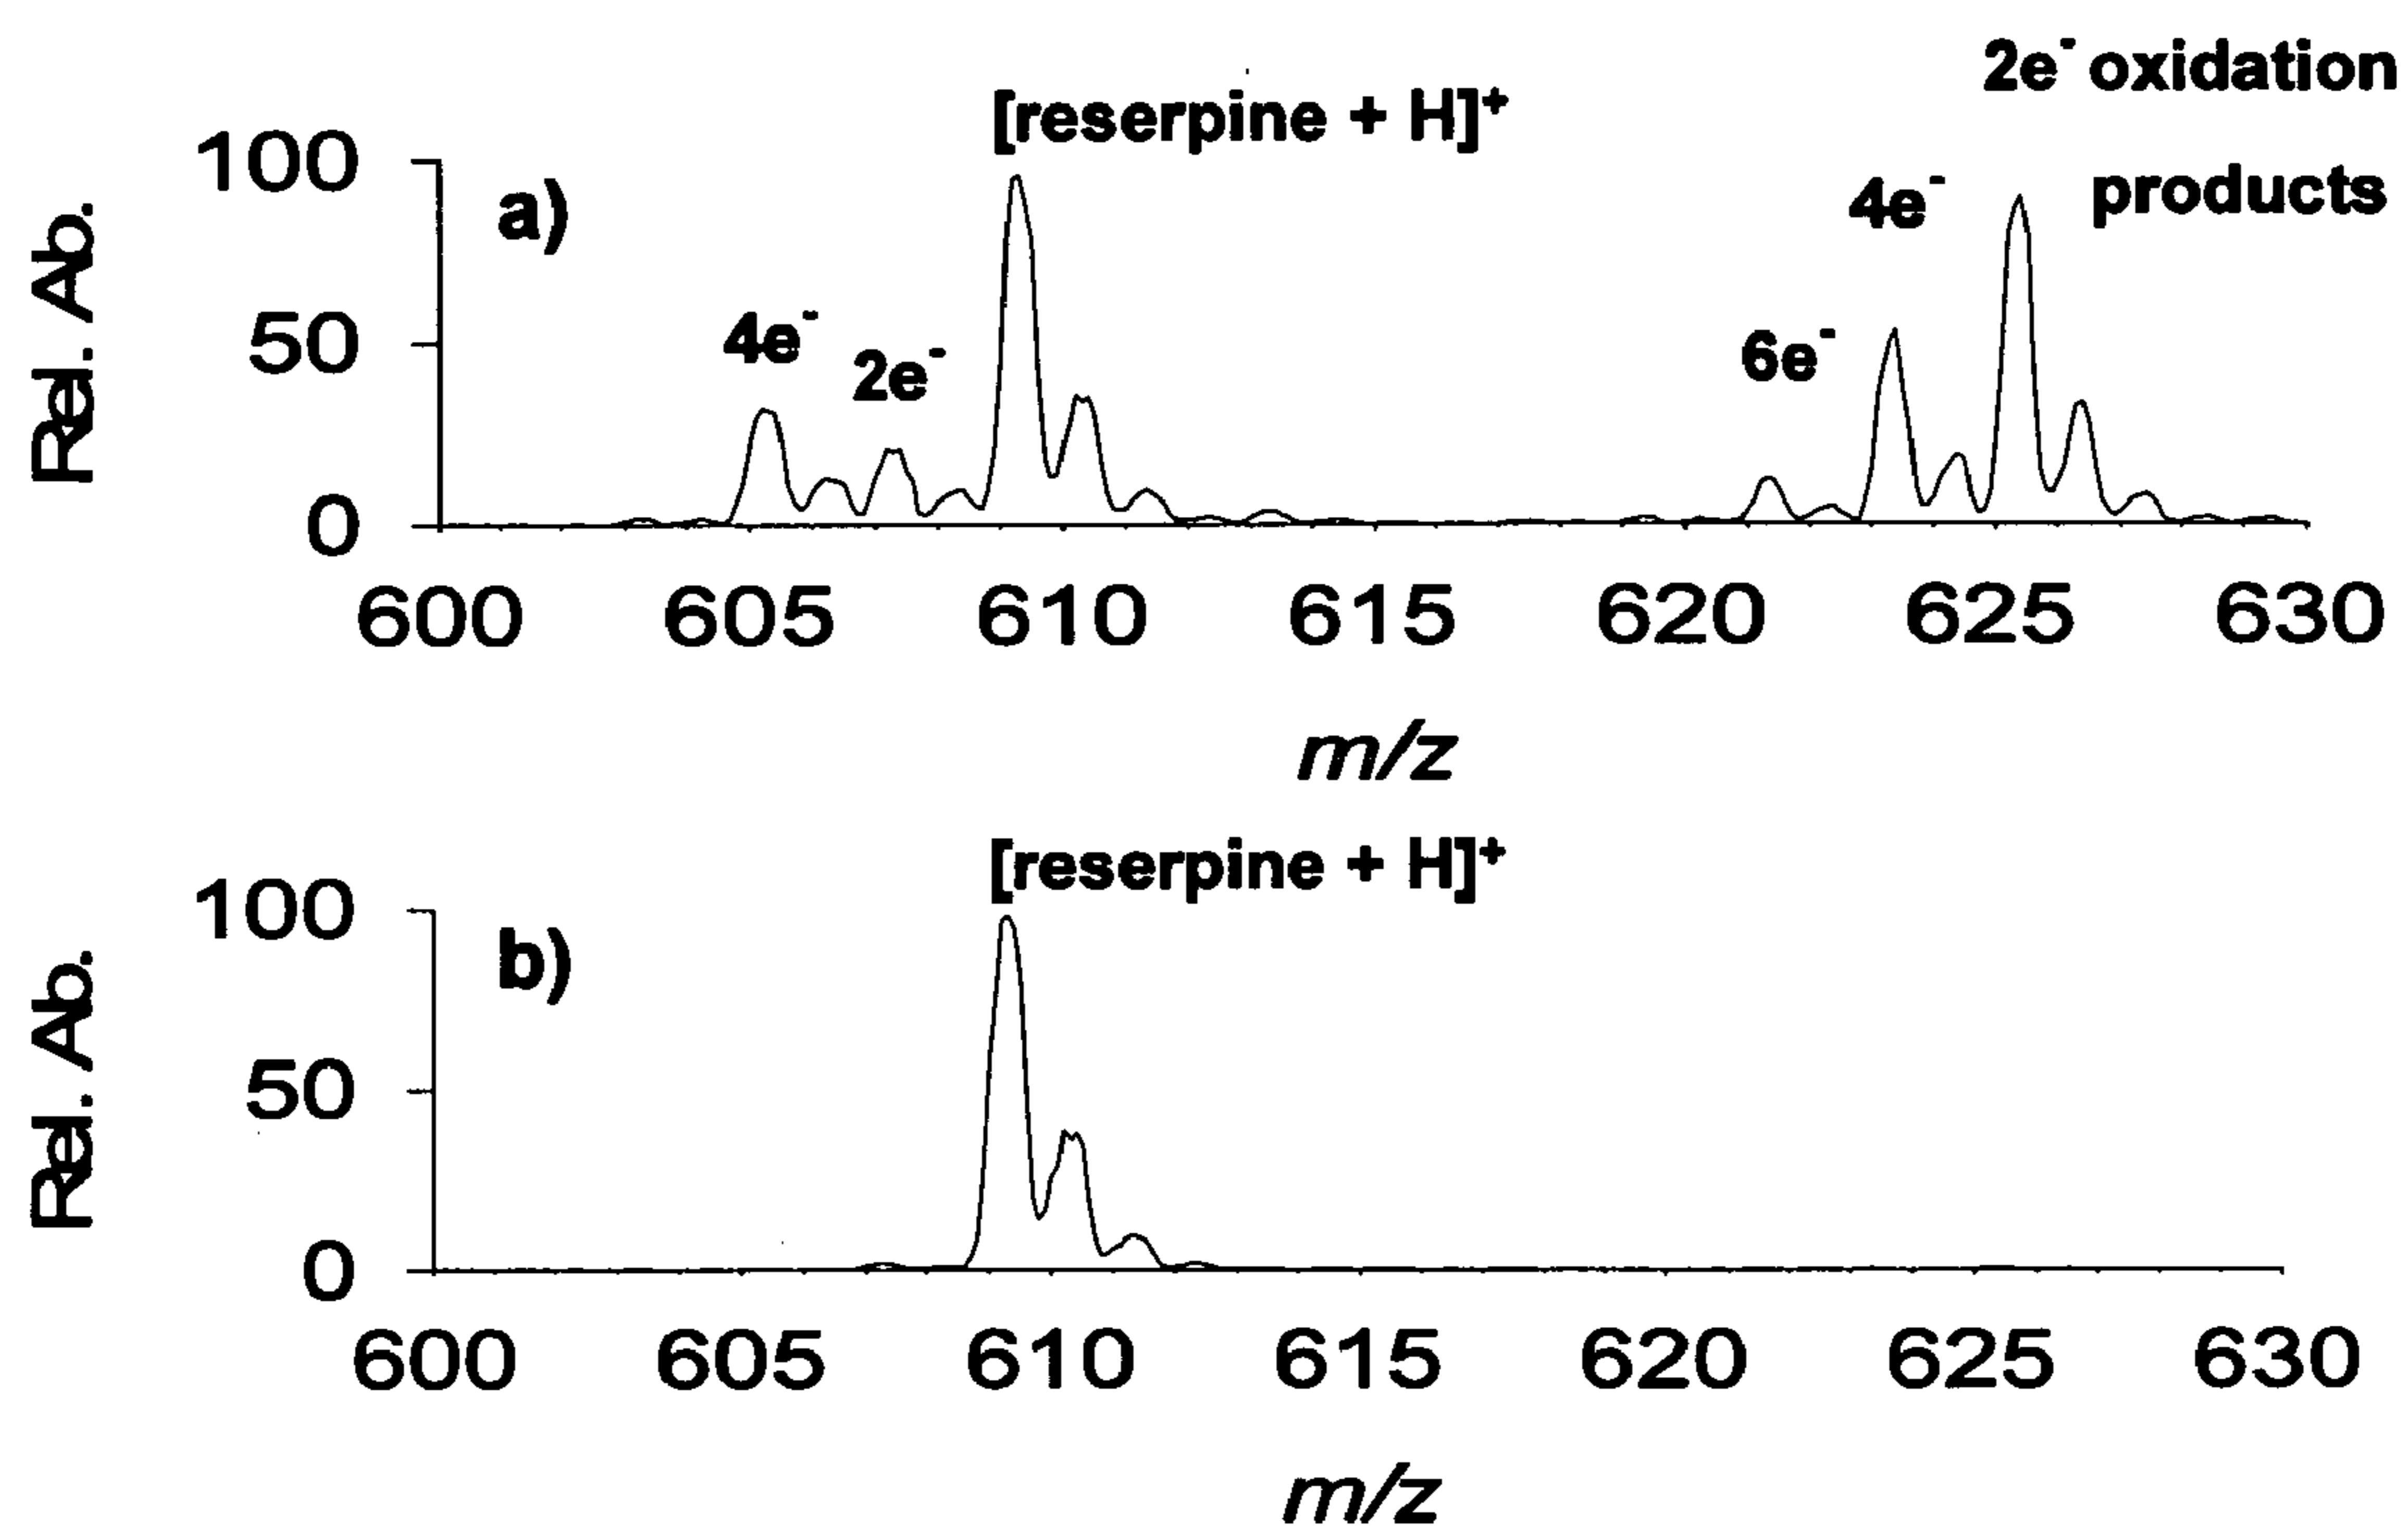 2e⁻ oxidation
[reserpine + H]⁺
100
a)
4e⁻
products
Rel. Ab.
50
4e⁻
2e⁻
6e⁻
0
600 605 610 615 620 625 630
m/z
[reserpine + H]⁺
100
b)
Rel. Ab.
50
0
600 605 610 615 620 625 630
m/z